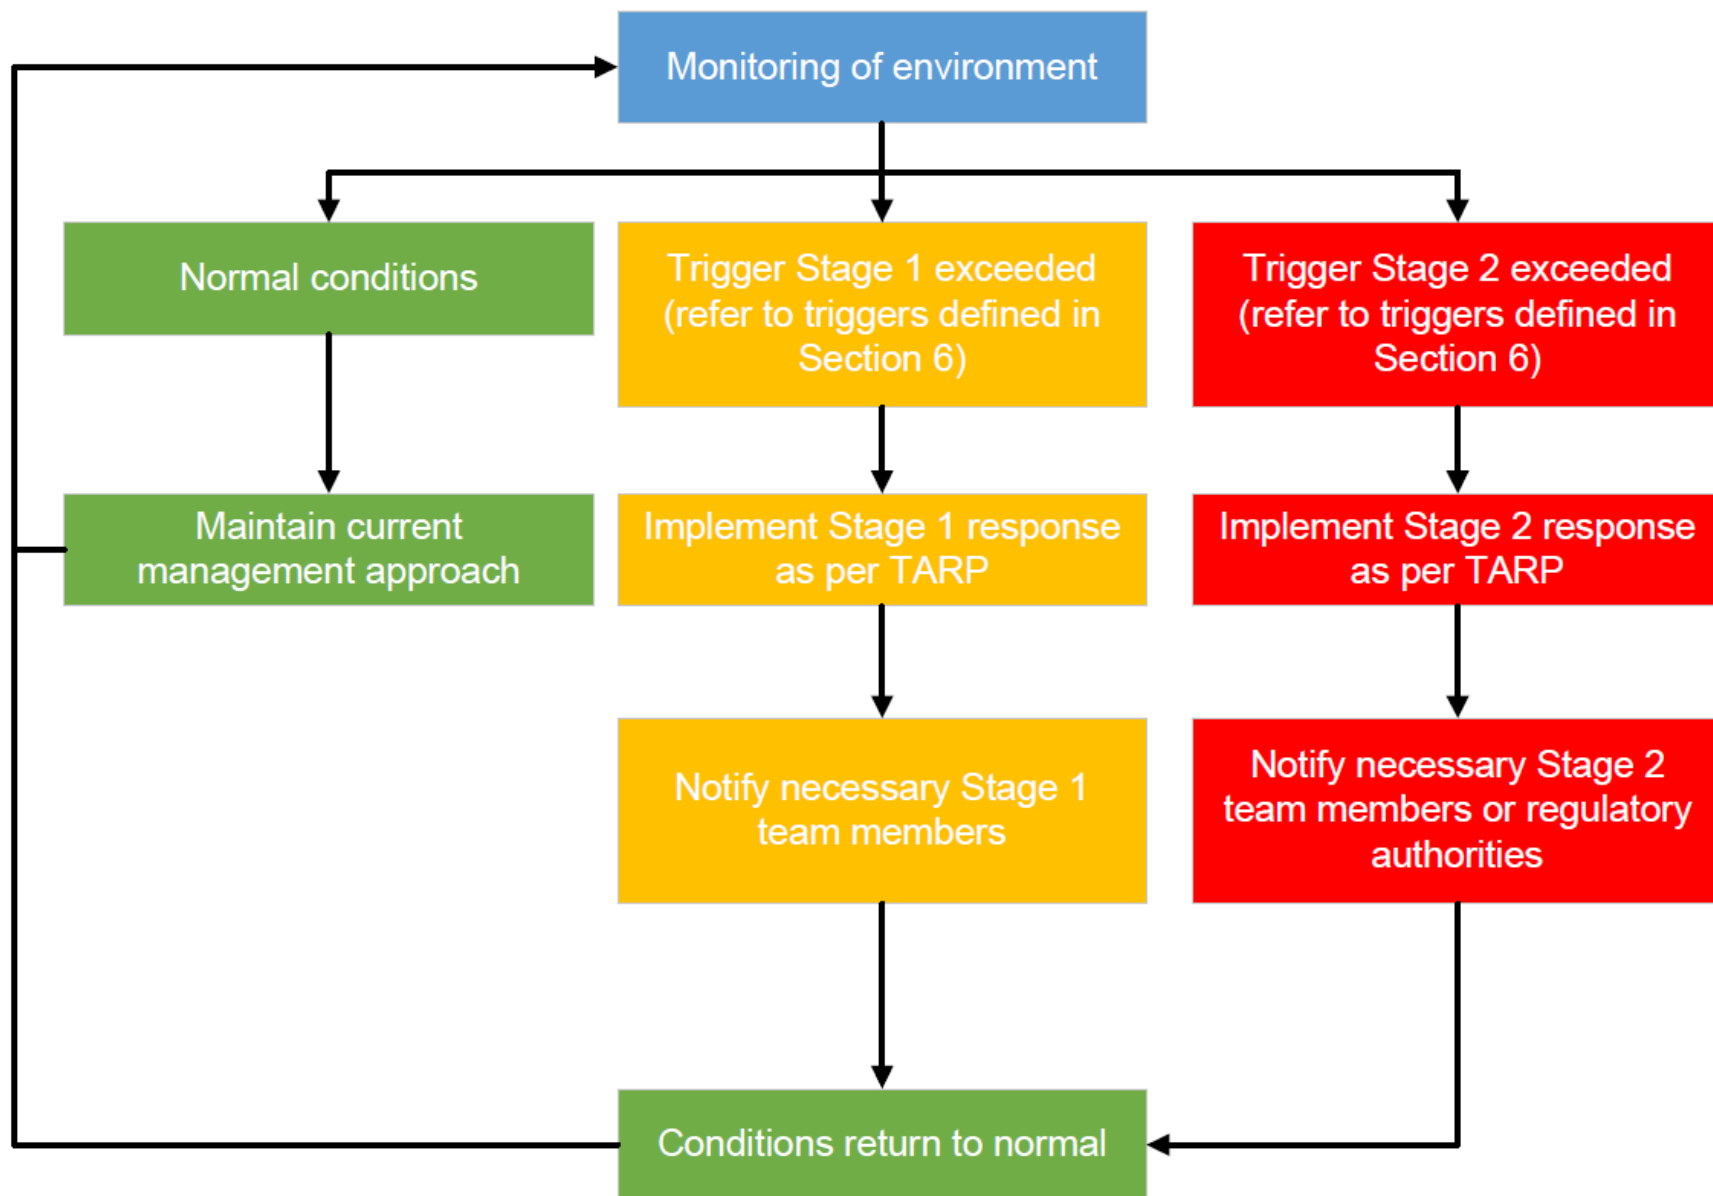 Monitoring of environment
Normal conditions
Trigger Stage 1 exceeded
(refer to triggers defined in
Section 6)
Trigger Stage 2 exceeded
(refer to triggers defined in
Section 6)
Maintain current
management approach
Implement Stage 1 response
as per TARP
Implement Stage 2 response
as per TARP
Notify necessary Stage 1
team members
Notify necessary Stage 2
team members or regulatory
authorities
Conditions return to normal